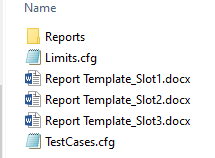 Name
Reports
Limits.cfg
Report Template_Slot1.docx
Report Template_Slot2.docx
Report Template_Slot3.docx
TestCases.cfg